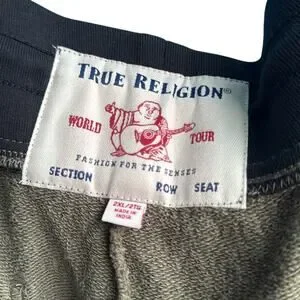 TRUE RELIGION®
WORLD TOUR
FASHION FOR THE SENSES
SECTION ROW SEAT
2XL/2TG
MADE IN
INDIA